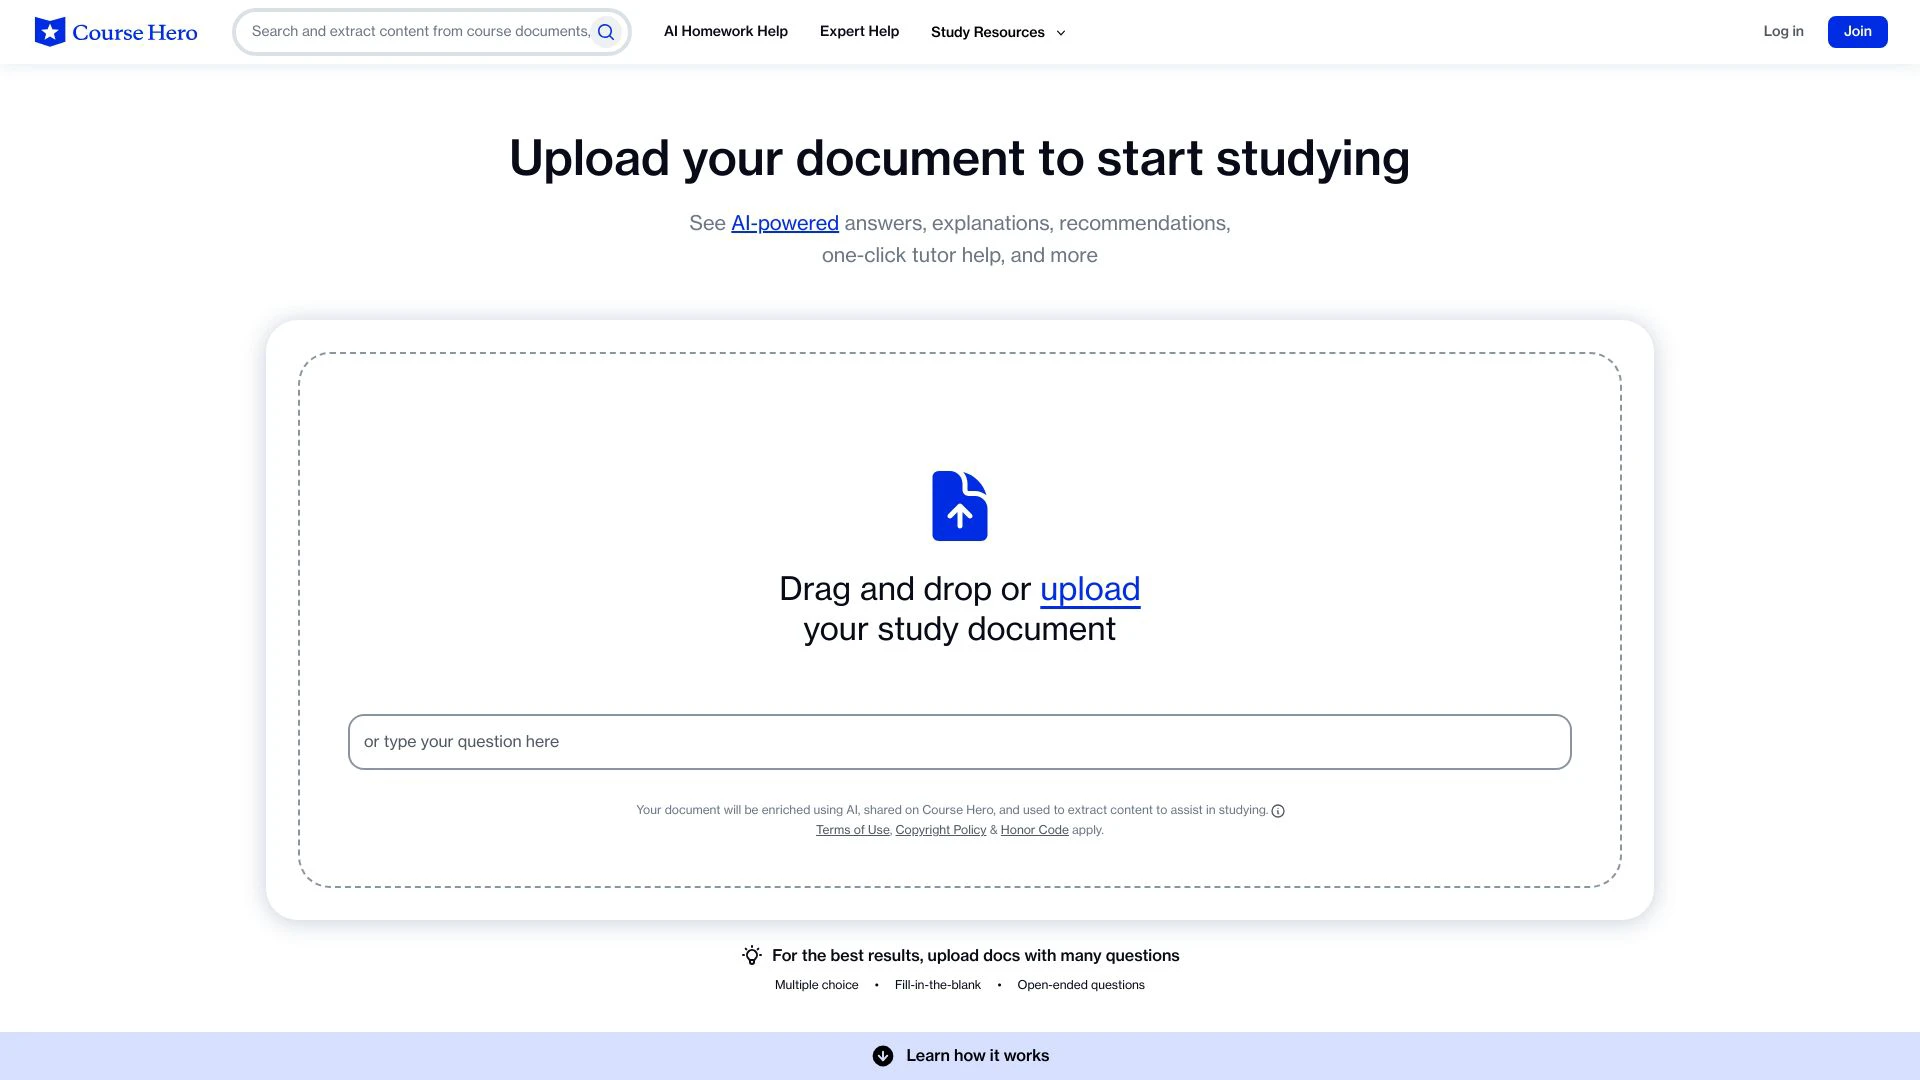 Course Hero
Search and extract content from course documents,
AI Homework Help
Expert Help
Study Resources
Log in
Join
Upload your document to start studying
See AI-powered answers, explanations, recommendations,
one-click tutor help, and more
Drag and drop or upload
your study document
or type your question here
Your document will be enriched using AI, shared on Course Hero, and used to extract content to assist in studying.
Terms of Use, Copyright Policy & Honor Code apply.
For the best results, upload docs with many questions
Multiple choice • Fill-in-the-blank • Open-ended questions
Learn how it works